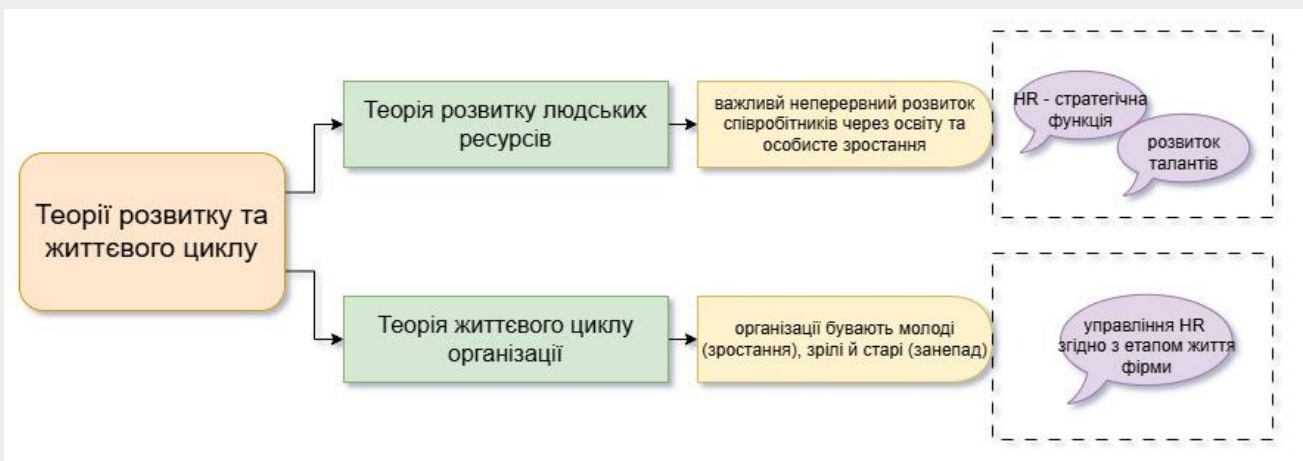 Теорії розвитку та
життєвого циклу
Теорія розвитку людських
ресурсів
важливй неперервний розвиток
співробітників через освіту та
особисте зростання
HR - стратегічна
функція
розвиток
талантів
Теорія життєвого циклу
організації
організації бувають молоді
(зростання), зрілі й старі (занепад)
управління HR
згідно з етапом життя
фірми